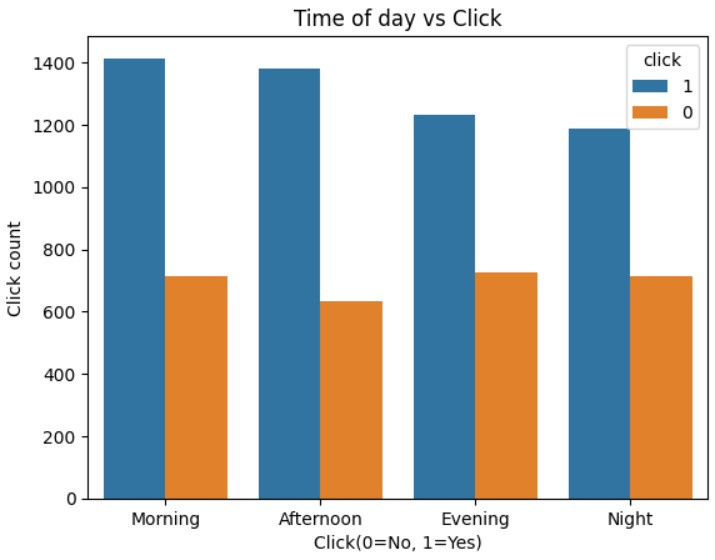 Time of day vs Click
click
1
0
Click count
1400
1200
1000
800
600
400
200
0
Morning Afternoon Evening Night
Click(0=No, 1=Yes)